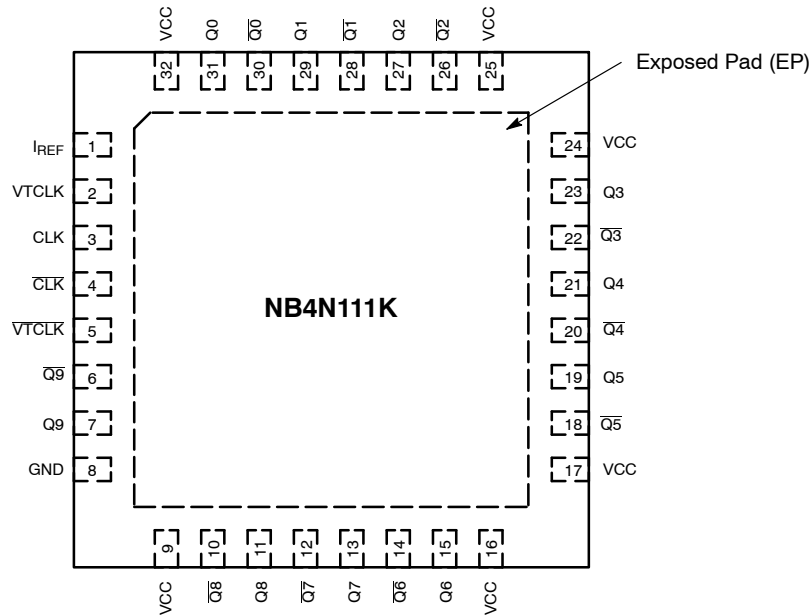 VCC Q0 Q̅0̅ Q1 Q̅1̅ Q2 Q̅2̅ VCC
32 31 30 29 28 27 26 25
Exposed Pad (EP)
IREF 1 24 VCC
VTCLK 2 23 Q3
CLK 3 22 Q̅3̅
C̅L̅K̅ 4 21 Q4
NB4N111K
V̅T̅C̅L̅K̅ 5 20 Q̅4̅
Q̅9̅ 6 19 Q5
Q9 7 18 Q̅5̅
GND 8 17 VCC
9 10 11 12 13 14 15 16
VCC Q̅8̅ Q8 Q̅7̅ Q7 Q̅6̅ Q6 VCC